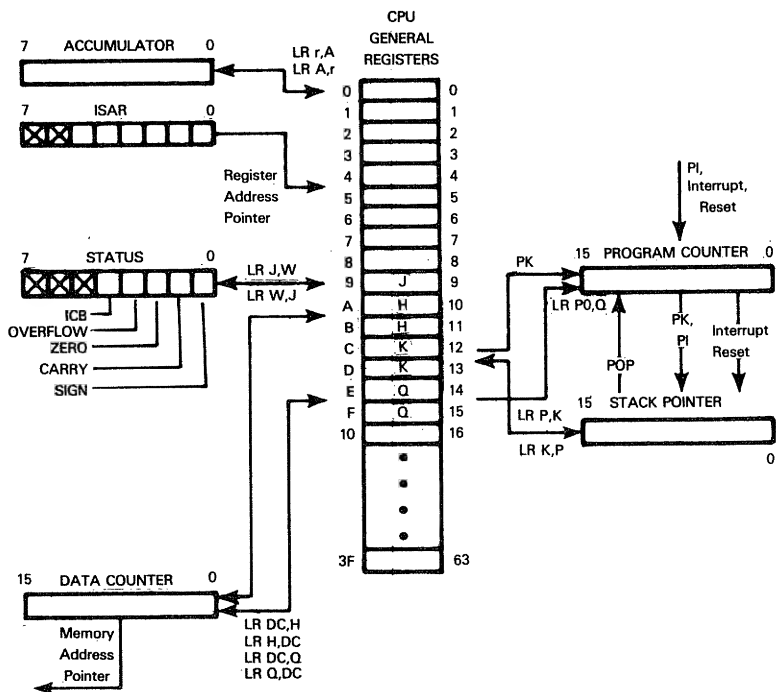 CPU
GENERAL
REGISTERS
7 ACCUMULATOR 0
LR r,A
LR A,r
7 ISAR 0
Register
Address
Pointer
0 0
1 1
2 2
3 3
4 4
5 5
6 6
7 7
8 8
9 J 9
A H 10
B H 11
C K 12
D K 13
E Q 14
F Q 15
10 16
3F 63
7 STATUS 0
LR J,W
LR W,J
ICB
OVERFLOW
ZERO
CARRY
SIGN
PI,
Interrupt,
Reset
15 PROGRAM COUNTER 0
PK
LR P0,Q
POP
PK,
PI
Interrupt
Reset
15 STACK POINTER
0
LR P,K
LR K,P
15 DATA COUNTER 0
LR DC,H
LR H,DC
LR DC,Q
LR Q,DC
Memory
Address
Pointer